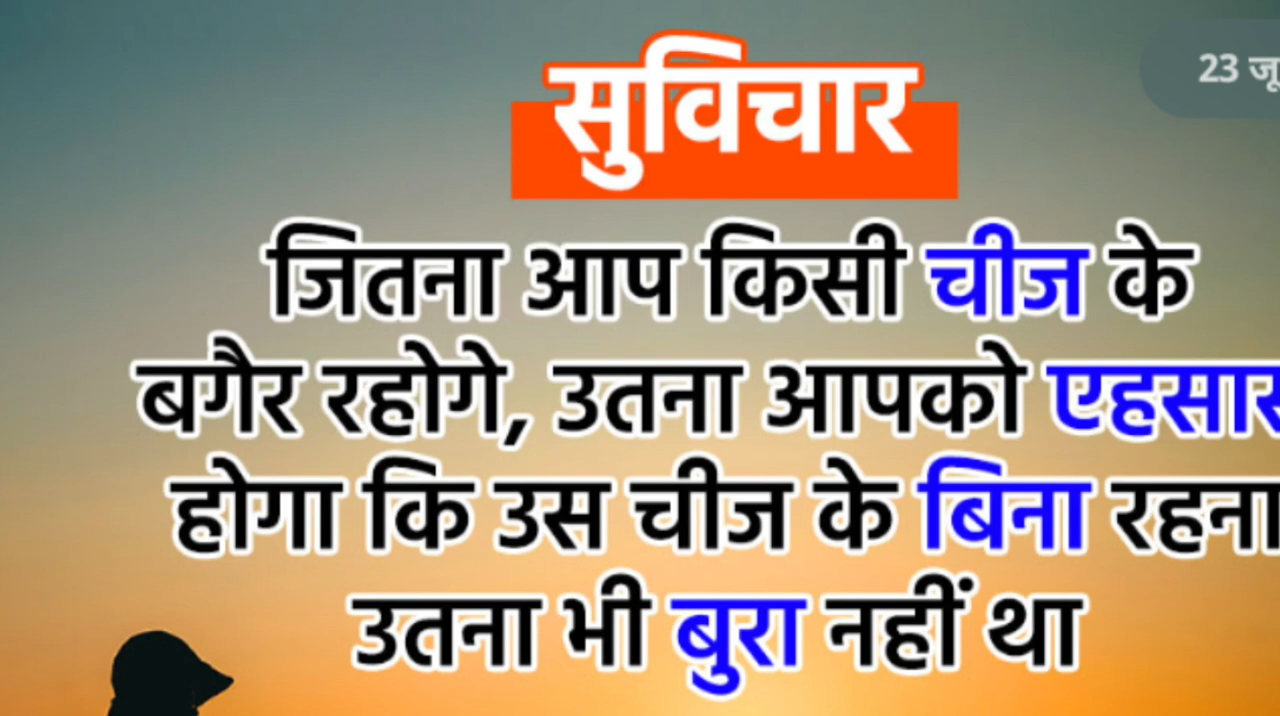 सुविचार
23
जितना आप किसी चीज के
बगैर रहोगे, उतना आपको एहसास
होगा कि उस चीज के बिना रहना
उतना भी बुरा नहीं था